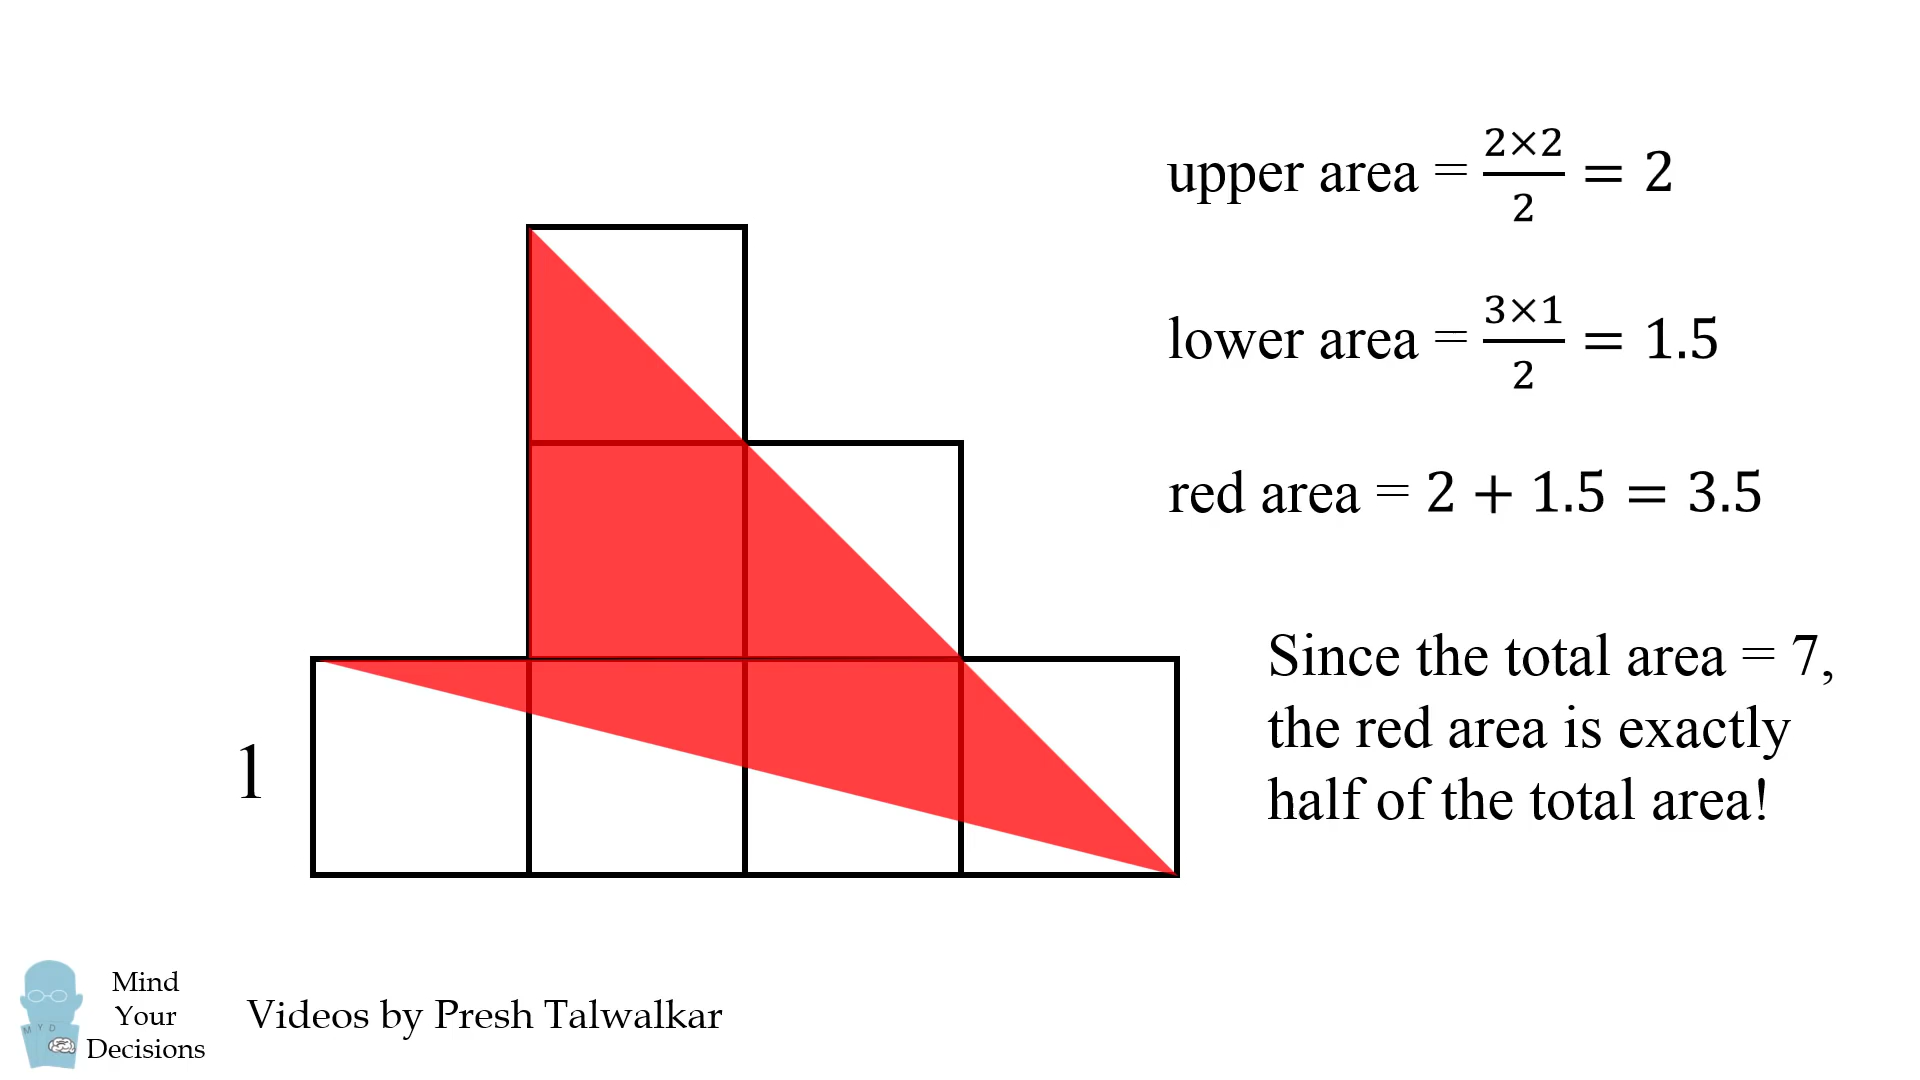 upper area = 2×2/2 = 2
lower area = 3×1/2 = 1.5
red area = 2 + 1.5 = 3.5
Since the total area = 7,
the red area is exactly
half of the total area!
1
Mind
Your
Decisions
M Y D
Videos by Presh Talwalkar